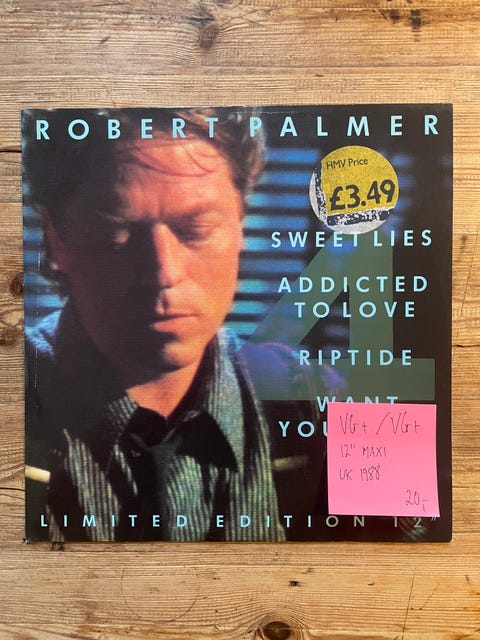 ROBERT PALMER
HMV Price
£3.49
SWEET LIES
ADDICTED
TO LOVE
4
RIPTIDE
WANT
YOU
VG+ / VG+
12" MAXI
UK 1988
20,-
LIMITED EDITION 12"